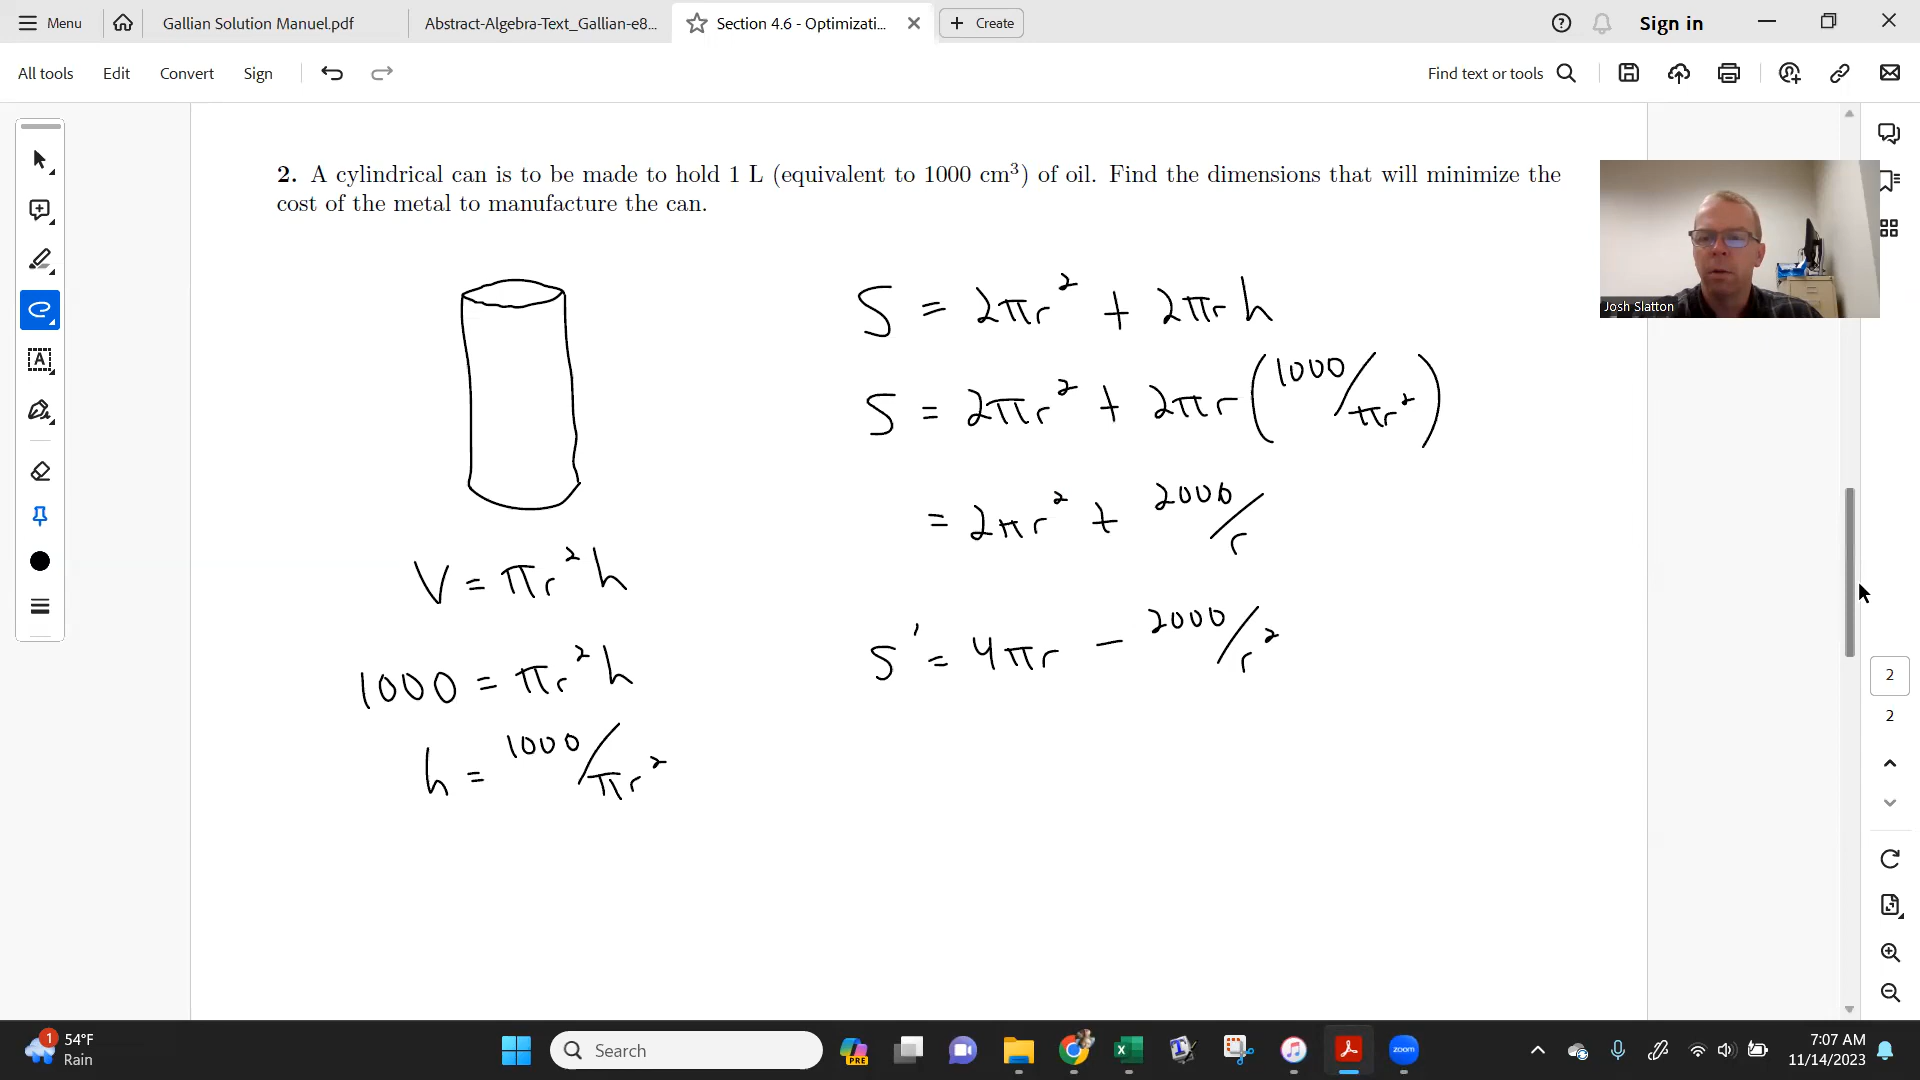 Menu
Gallian Solution Manuel.pdf
Abstract-Algebra-Text_Gallian-e8...
Section 4.6 - Optimizati...
Create
Sign in
All tools
Edit
Convert
Sign
Find text or tools
2. A cylindrical can is to be made to hold 1 L (equivalent to 1000 cm³) of oil. Find the dimensions that will minimize the
cost of the metal to manufacture the can.
Josh Slatton
V = πr²h
1000 = πr²h
h = 1000/πr²
S = 2πr² + 2πrh
S = 2πr² + 2πr(1000/πr²)
= 2πr² + 2000/r
S' = 4πr - 2000/r²
A
2
2
1
54°F
Rain
Search
PRE
zoom
7:07 AM
11/14/2023